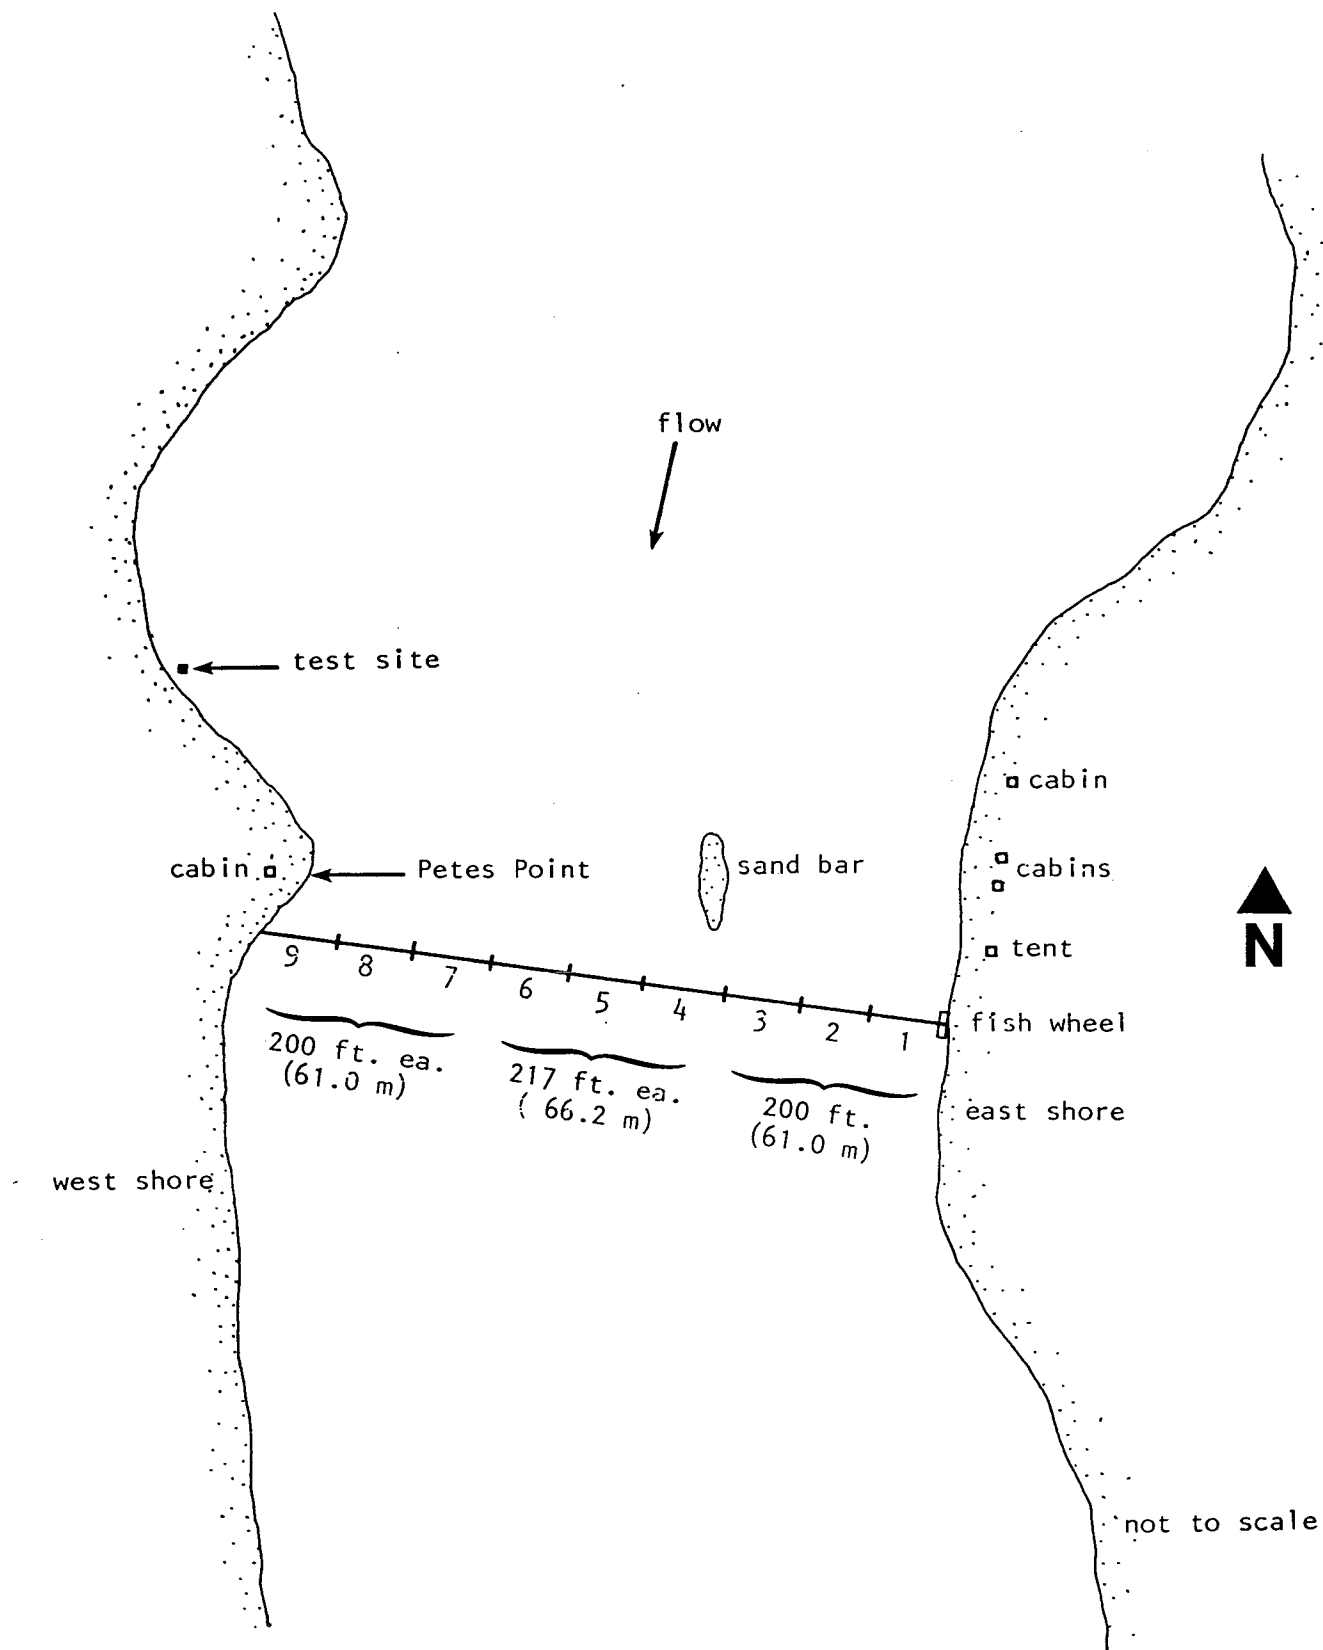 flow
test site
cabin
cabin
Petes Point
sand bar
cabins
N
tent
9
8
7
6
5
4
3
2
1
fish wheel
200 ft. ea.
(61.0 m)
217 ft. ea.
( 66.2 m)
200 ft.
(61.0 m)
east shore
west shore
not to scale